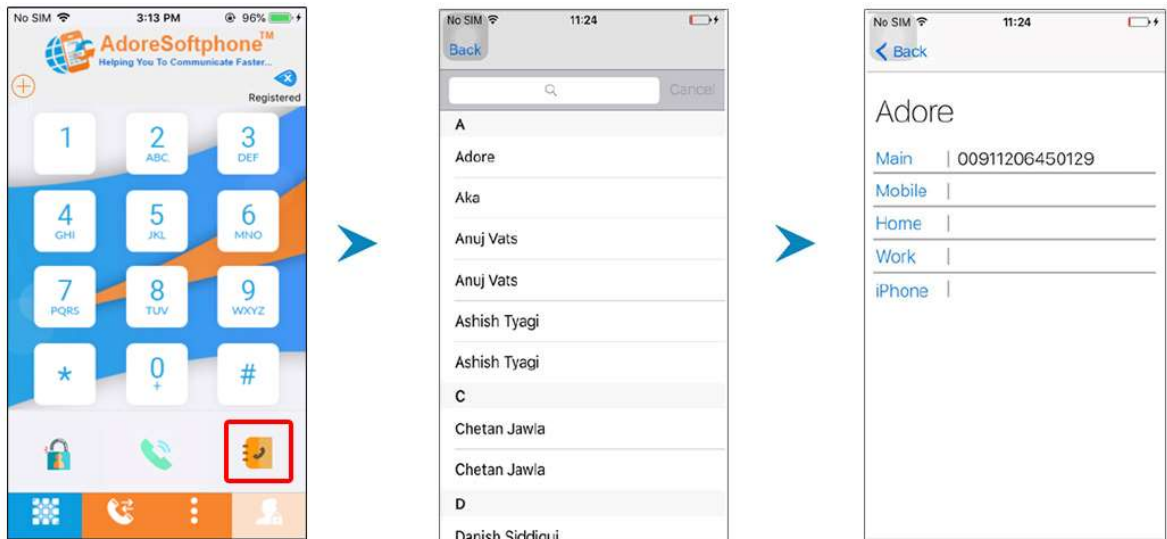 No SIM 3:13 PM 96%
AdoreSoftphone™
Helping You To Communicate Faster...
Registered
1 2 3
ABC DEF
4 5 6
GHI JKL MNO
7 8 9
PQRS TUV WXYZ
* 0 #
+
No SIM 11:24
Back
Cancel
A
Adore
Aka
Anuj Vats
Anuj Vats
Ashish Tyagi
Ashish Tyagi
C
Chetan Jawla
Chetan Jawla
D
Danish Siddiqui
No SIM 11:24
Back
Adore
Main | 00911206450129
Mobile |
Home |
Work |
iPhone |